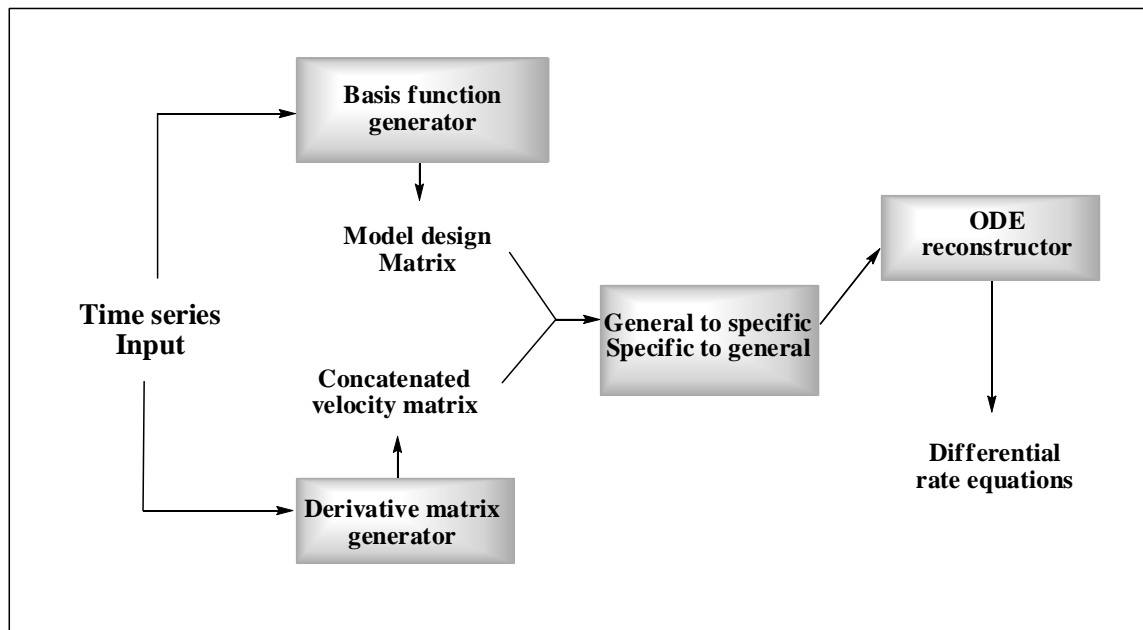 Basis function
generator
Model design
Matrix
Time series
Input
Concatenated
velocity matrix
Derivative matrix
generator
General to specific
Specific to general
ODE
reconstructor
Differential
rate equations